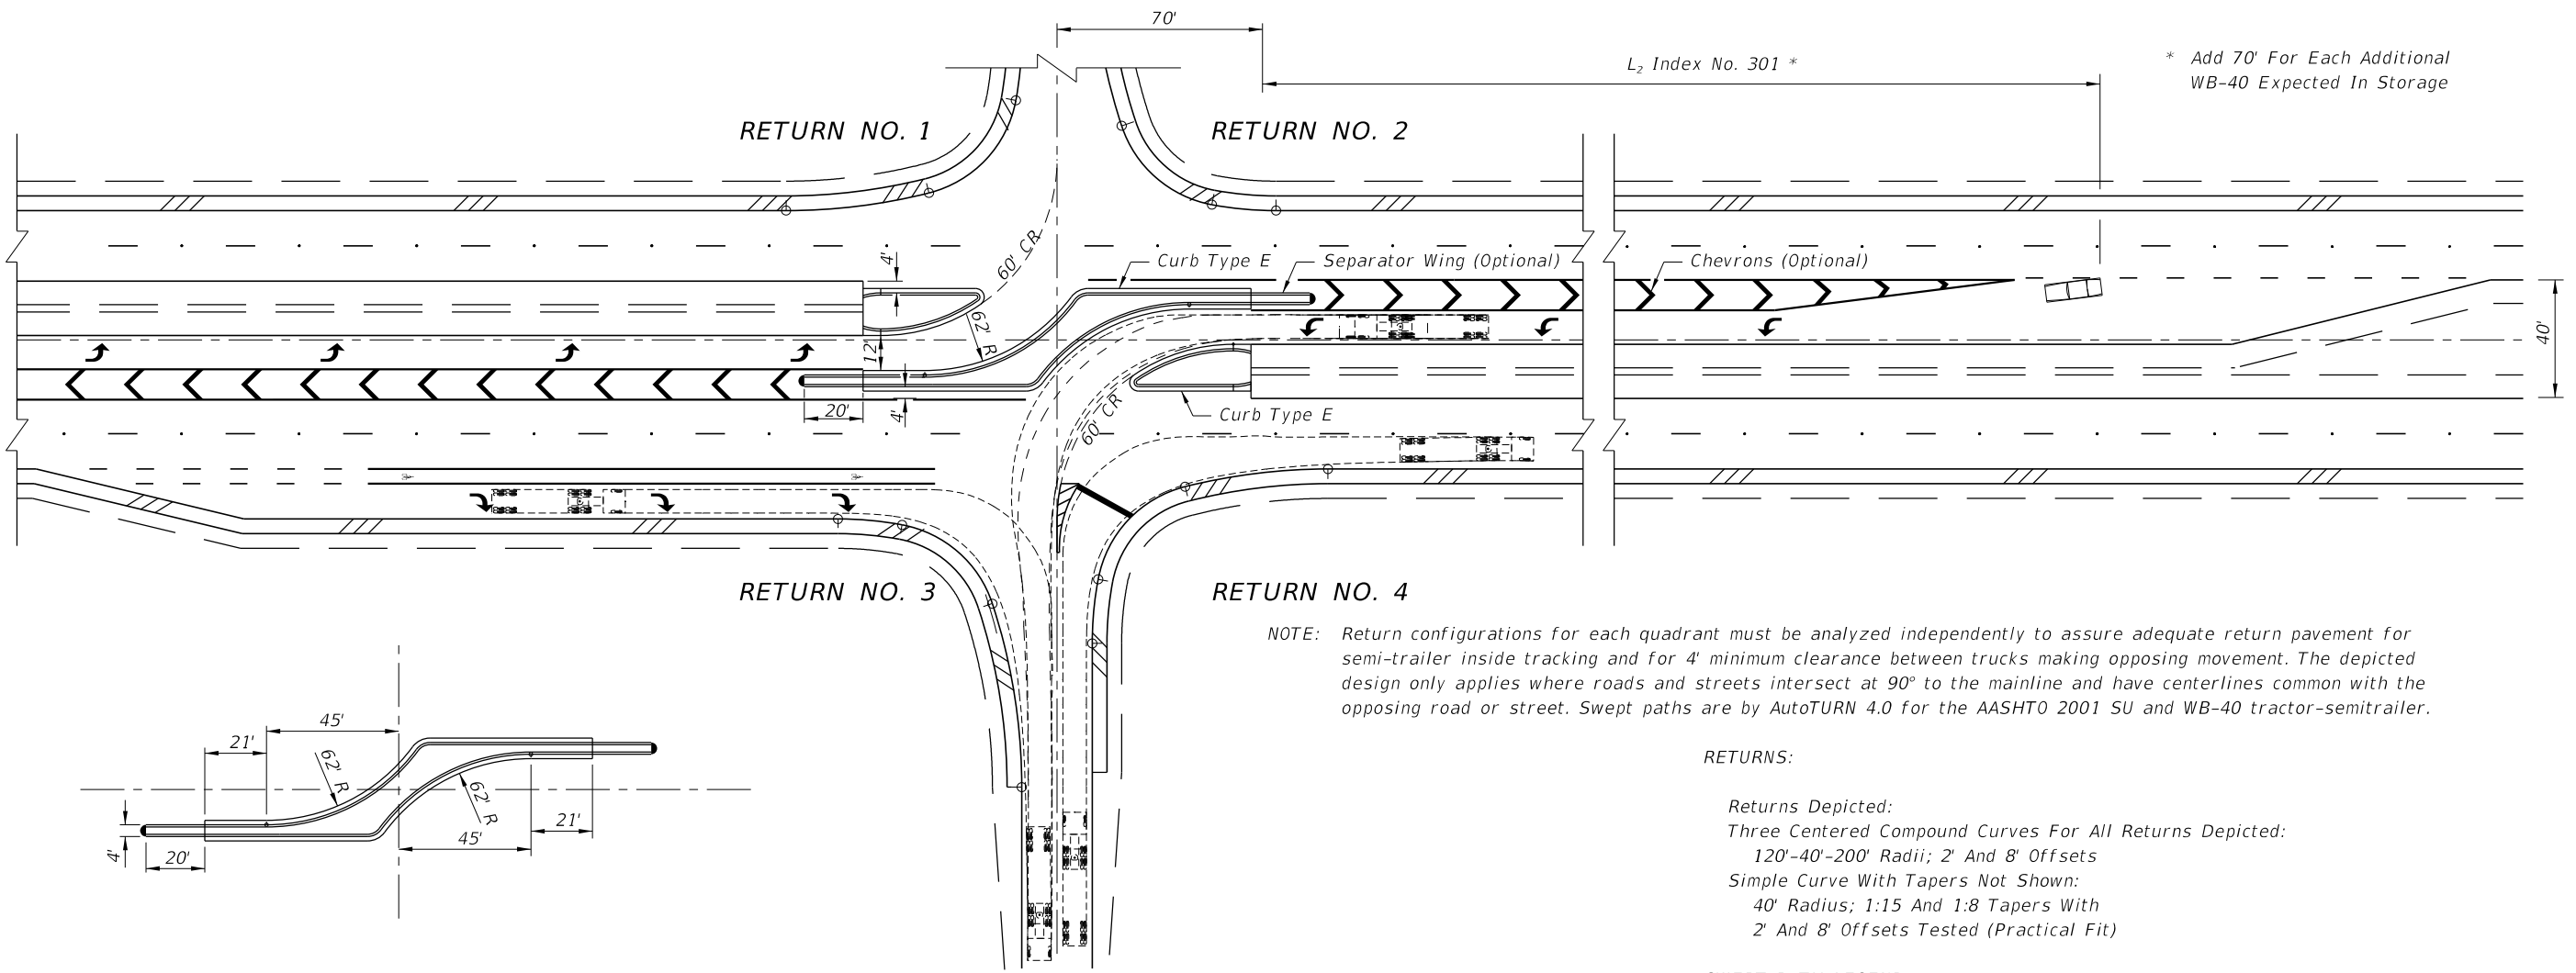 70'
L₂ Index No. 301 *
* Add 70' For Each Additional
WB-40 Expected In Storage
RETURN NO. 1
RETURN NO. 2
60' CR
4'
Curb Type E
Separator Wing (Optional)
Chevrons (Optional)
62' R
12'
40'
20'
4'
60' CR
Curb Type E
RETURN NO. 3
RETURN NO. 4
NOTE: Return configurations for each quadrant must be analyzed independently to assure adequate return pavement for
semi-trailer inside tracking and for 4' minimum clearance between trucks making opposing movement. The depicted
design only applies where roads and streets intersect at 90° to the mainline and have centerlines common with the
opposing road or street. Swept paths are by AutoTURN 4.0 for the AASHTO 2001 SU and WB-40 tractor-semitrailer.
45'
21'
62' R
62' R
21'
45'
4'
20'
RETURNS:
Returns Depicted:
Three Centered Compound Curves For All Returns Depicted:
120'-40'-200' Radii; 2' And 8' Offsets
Simple Curve With Tapers Not Shown:
40' Radius; 1:15 And 1:8 Tapers With
2' And 8' Offsets Tested (Practical Fit)